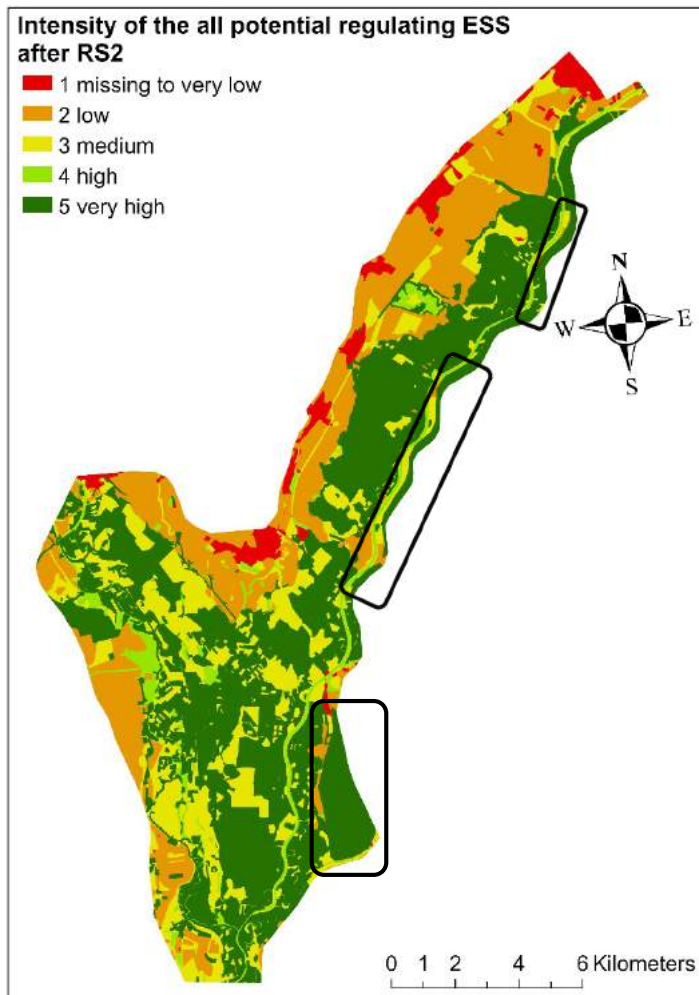 Intensity of the all potential regulating ESS
after RS2
1 missing to very low
2 low
3 medium
4 high
5 very high
N
W E
S
0 1 2 4 6 Kilometers